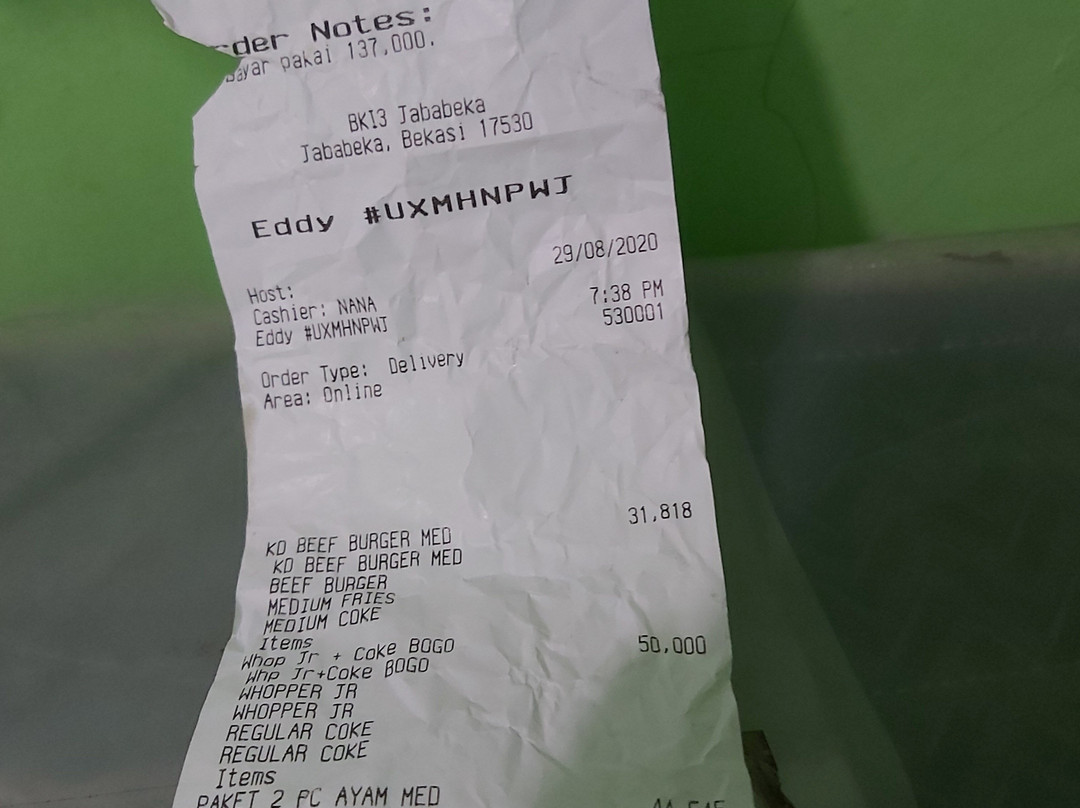 Order Notes:
Bayar pakai 137,000.
BKI3 Jababeka
Jababeka, Bekasi 17530
Eddy #UXMHNPWJ
29/08/2020
Host:
Cashier: NANA 7:38 PM
Eddy #UXMHNPWJ 530001
Order Type: Delivery
Area: Online
31,818
KD BEEF BURGER MED
KD BEEF BURGER MED
BEEF BURGER
MEDIUM FRIES
MEDIUM COKE
Items
Whop Jr + Coke BOGO 50,000
Whp Jr+Coke BOGO
WHOPPER JR
WHOPPER JR
REGULAR COKE
REGULAR COKE
Items
PAKET 2 PC AYAM MED